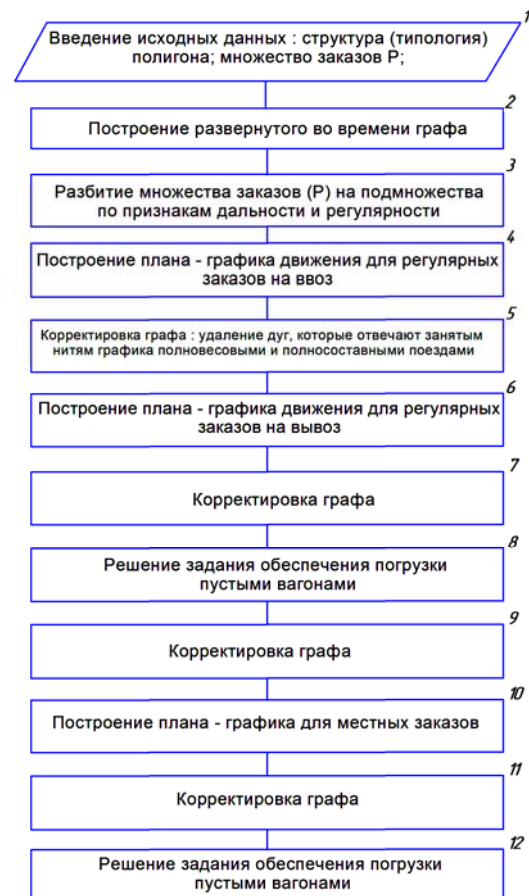 1
Введение исходных данных : структура (типология)
полигона; множество заказов Р;
2
Построение развернутого во времени графа
3
Разбитие множества заказов (Р) на подмножества
по признакам дальности и регулярности
4
Построение плана - графика движения для регулярных
заказов на ввоз
5
Корректировка графа : удаление дуг, которые отвечают занятым
нитям графика полновесовыми и полносоставными поездами
6
Построение плана - графика движения для регулярных
заказов на вывоз
7
Корректировка графа
8
Решение задания обеспечения погрузки
пустыми вагонами
9
Корректировка графа
10
Построение плана - графика для местных заказов
11
Корректировка графа
12
Решение задания обеспечения погрузки
пустыми вагонами